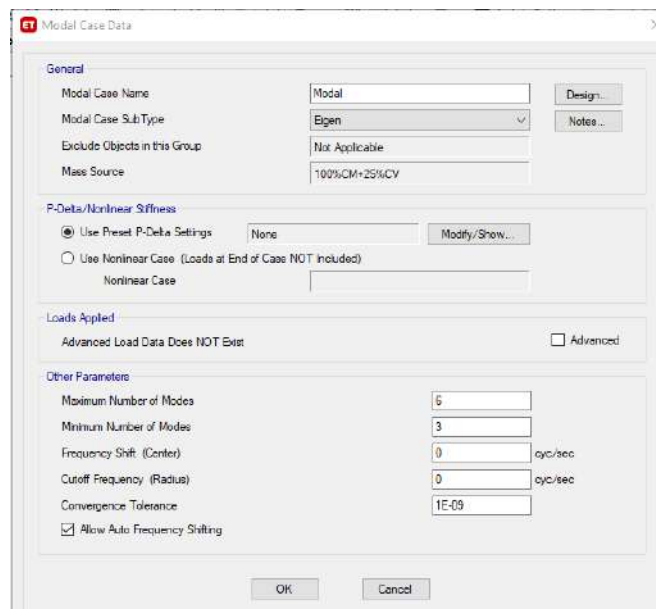 ET Modal Case Data
General
Modal Case Name Modal Design...
Modal Case SubType Eigen Notes...
Exclude Objects in this Group Not Applicable
Mass Source 100%CM+25%CV
P-Delta/Nonlinear Stiffness
Use Preset P-Delta Settings None Modify/Show...
Use Nonlinear Case (Loads at End of Case NOT Included)
Nonlinear Case
Loads Applied
Advanced Load Data Does NOT Exist Advanced
Other Parameters
Maximum Number of Modes 6
Minimum Number of Modes 3
Frequency Shift (Center) 0 cyc/sec
Cutoff Frequency (Radius) 0 cyc/sec
Convergence Tolerance 1E-09
Allow Auto Frequency Shifting
OK Cancel